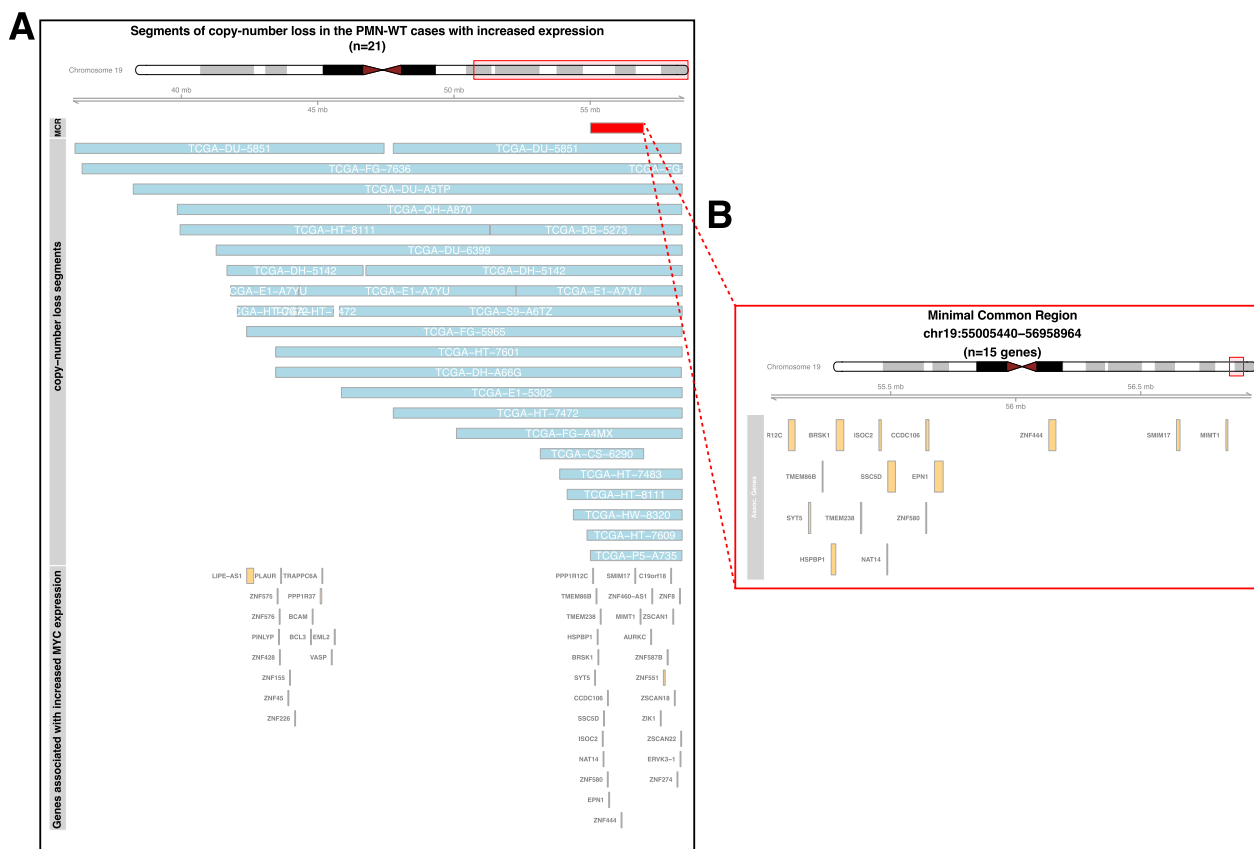 A
Segments of copy-number loss in the PMN-WT cases with increased expression
(n=21)
Chromosome 19
40 mb
50 mb
45 mb
55 mb
MCR
copy-number loss segments
TCGA-DU-5851 TCGA-DU-5851
TCGA-FG-7636
TCGA-DU-A5TP
TCGA-QH-A870
TCGA-HT-8111 TCGA-DB-5273
TCGA-DU-6399
TCGA-DH-5142 TCGA-DH-5142
CGA-E1-A7YU TCGA-E1-A7YU TCGA-E1-A7YU
TCGA-S9-A6TZ
TCGA-FG-5965
TCGA-HT-7601
TCGA-DH-A66G
TCGA-E1-5302
TCGA-HT-7472
TCGA-FG-A4MX
TCGA-CS-6290
TCGA-HT-7483
TCGA-HT-8111
TCGA-HW-8320
TCGA-HT-7609
TCGA-P5-A735
Genes associated with increased MYC expression
LIPE-AS1 PLAUR TRAPPC6A PPP1R12C SMIM17 C19orf18
ZNF575 PPP1R37 TMEM86B ZNF460-AS1 ZNF8
ZNF576 BCAM TMEM238 MIMT1 ZSCAN1
PINLYP BCL3 EML2 HSPBP1 AURKC
ZNF428 VASP BRSK1 ZNF587B
ZNF155 SYT5 ZNF551
ZNF45 CCDC106 ZSCAN18
ZNF226 SSC5D ZIK1
ISOC2 ZSCAN22
NAT14 ERVK3-1
ZNF580 ZNF274
EPN1
ZNF444
B
Minimal Common Region
chr19:55005440-56958964
(n=15 genes)
Chromosome 19
55.5 mb
56.5 mb
56 mb
Assoc. Genes
R12C BRSK1 ISOC2 CCDC106 ZNF444 SMIM17 MIMT1
TMEM86B SSC5D EPN1
SYT5 TMEM238 ZNF580
HSPBP1 NAT14